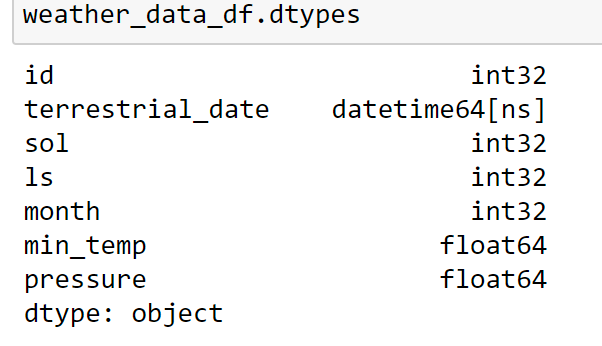 weather_data_df.dtypes
id int32
terrestrial_date datetime64[ns]
sol int32
ls int32
month int32
min_temp float64
pressure float64
dtype: object